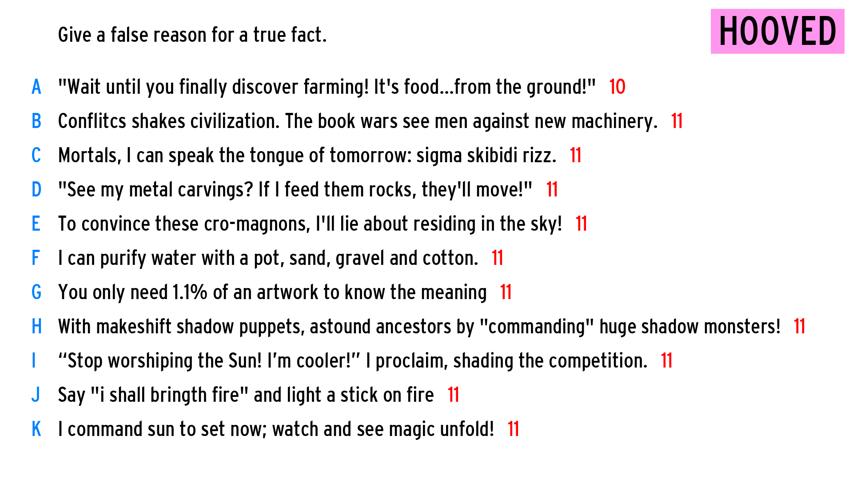 Give a false reason for a true fact.
HOOVED
A "Wait until you finally discover farming! It's food...from the ground!" 10
B Conflitcs shakes civilization. The book wars see men against new machinery. 11
C Mortals, I can speak the tongue of tomorrow: sigma skibidi rizz. 11
D "See my metal carvings? If I feed them rocks, they'll move!" 11
E To convince these cro-magnons, I'll lie about residing in the sky! 11
F I can purify water with a pot, sand, gravel and cotton. 11
G You only need 1.1% of an artwork to know the meaning 11
H With makeshift shadow puppets, astound ancestors by "commanding" huge shadow monsters! 11
I “Stop worshiping the Sun! I’m cooler!” I proclaim, shading the competition. 11
J Say "i shall bringth fire" and light a stick on fire 11
K I command sun to set now; watch and see magic unfold! 11